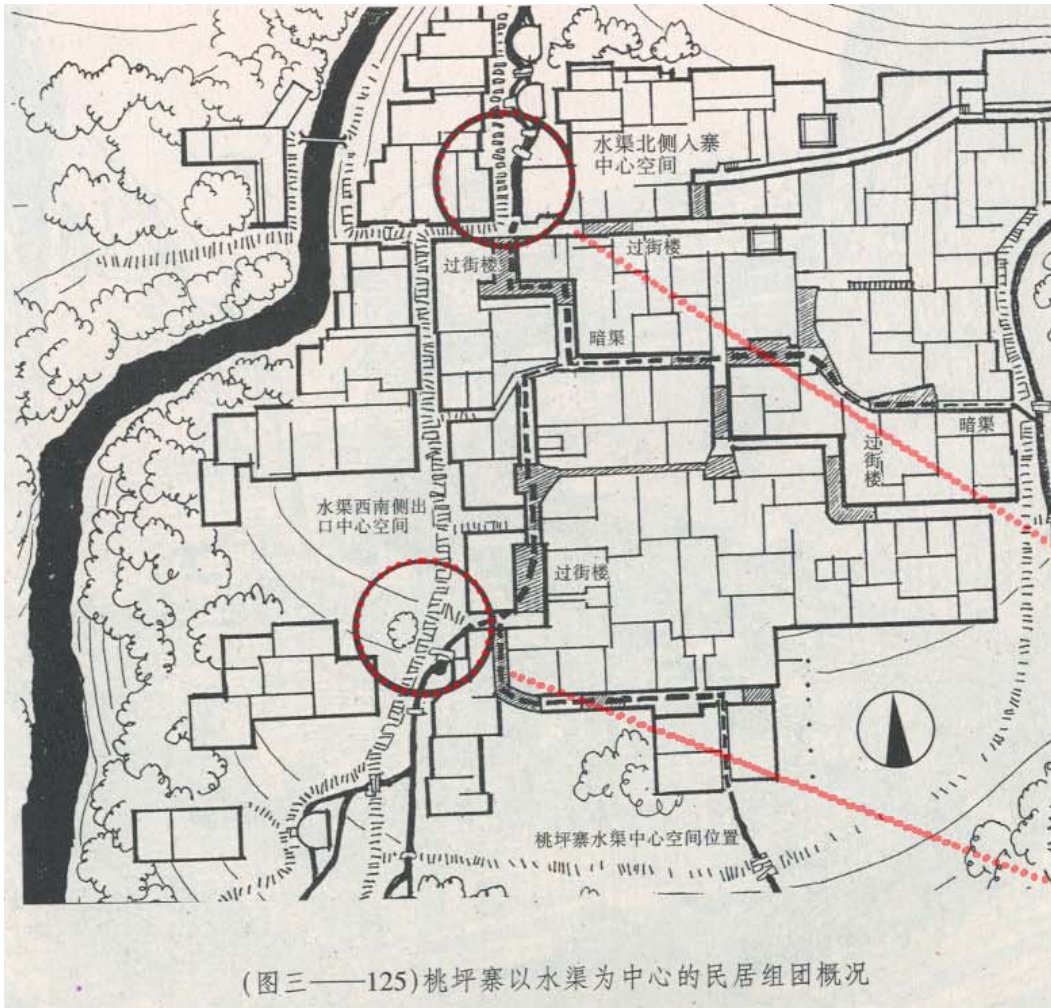 水渠北侧入寨
中心空间
过街楼
过街楼
暗渠
过街楼
暗渠
水渠西南侧出
口中心空间
过街楼
桃坪寨水渠中心空间位置
(图三——125)桃坪寨以水渠为中心的民居组团概况